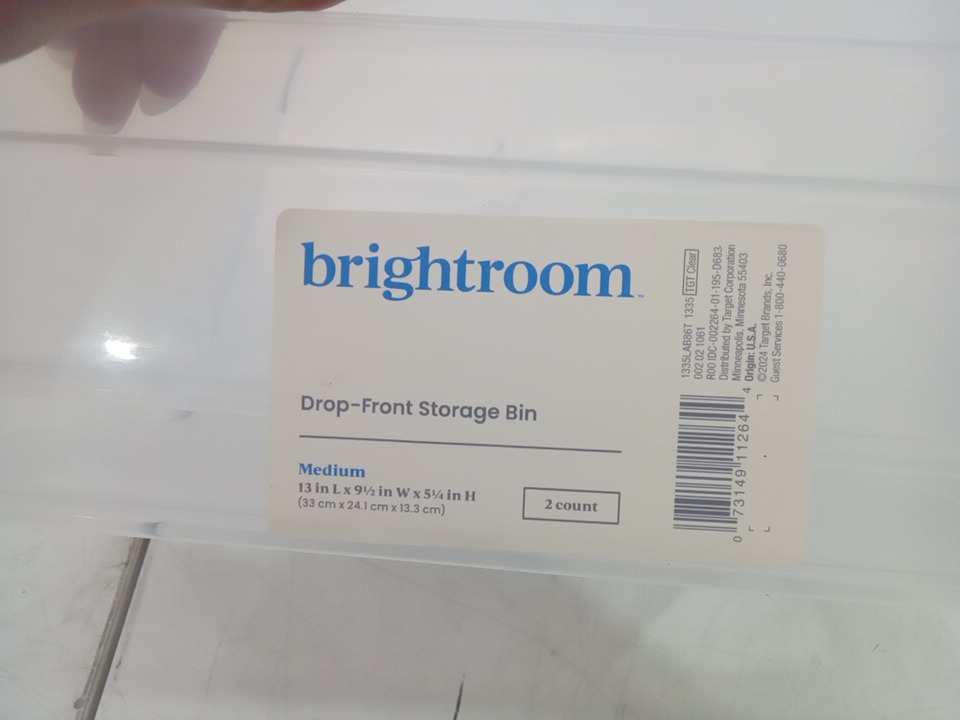 brightroom™
Drop-Front Storage Bin
Medium
13 in L x 9½ in W x 5¼ in H
(33 cm x 24.1 cm x 13.3 cm)
2 count
1335LAB86T 1335 TGT Clear
002 02 1061
R00 IDC-002264-01-195-D683
Distributed by Target Corporation
Minneapolis, Minnesota 55403
Origin: U.S.A.
©2024 Target Brands, Inc.
Guest Services 1-800-440-0680
0 73149 11264 4